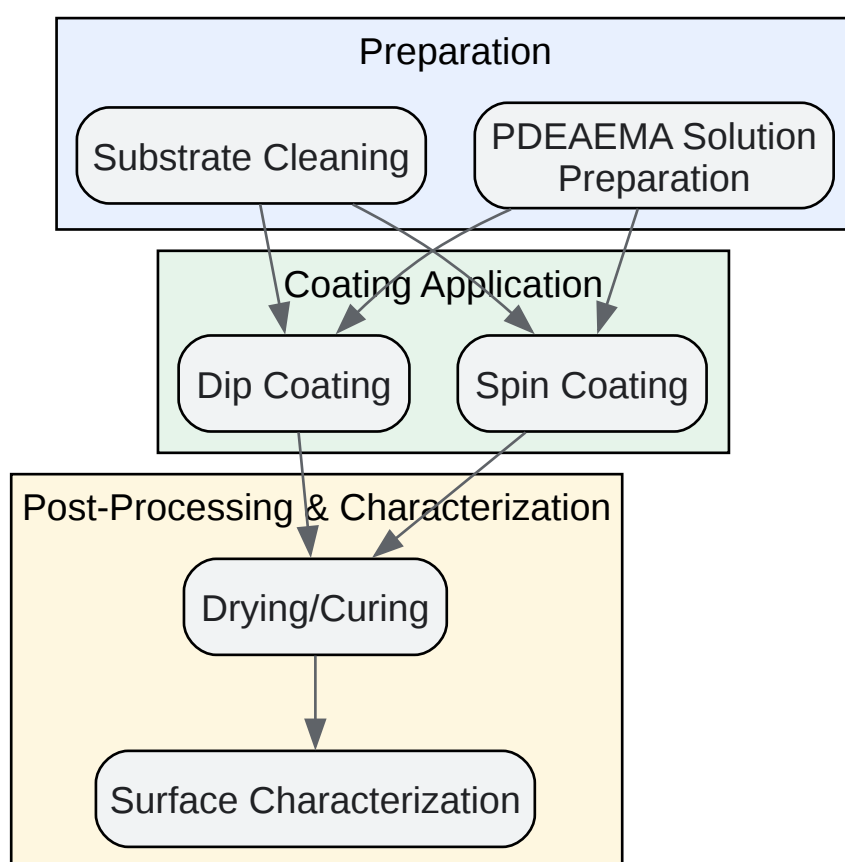 Preparation
Substrate Cleaning
PDEAEMA Solution
Preparation
Coating Application
Dip Coating
Spin Coating
Post-Processing & Characterization
Drying/Curing
Surface Characterization